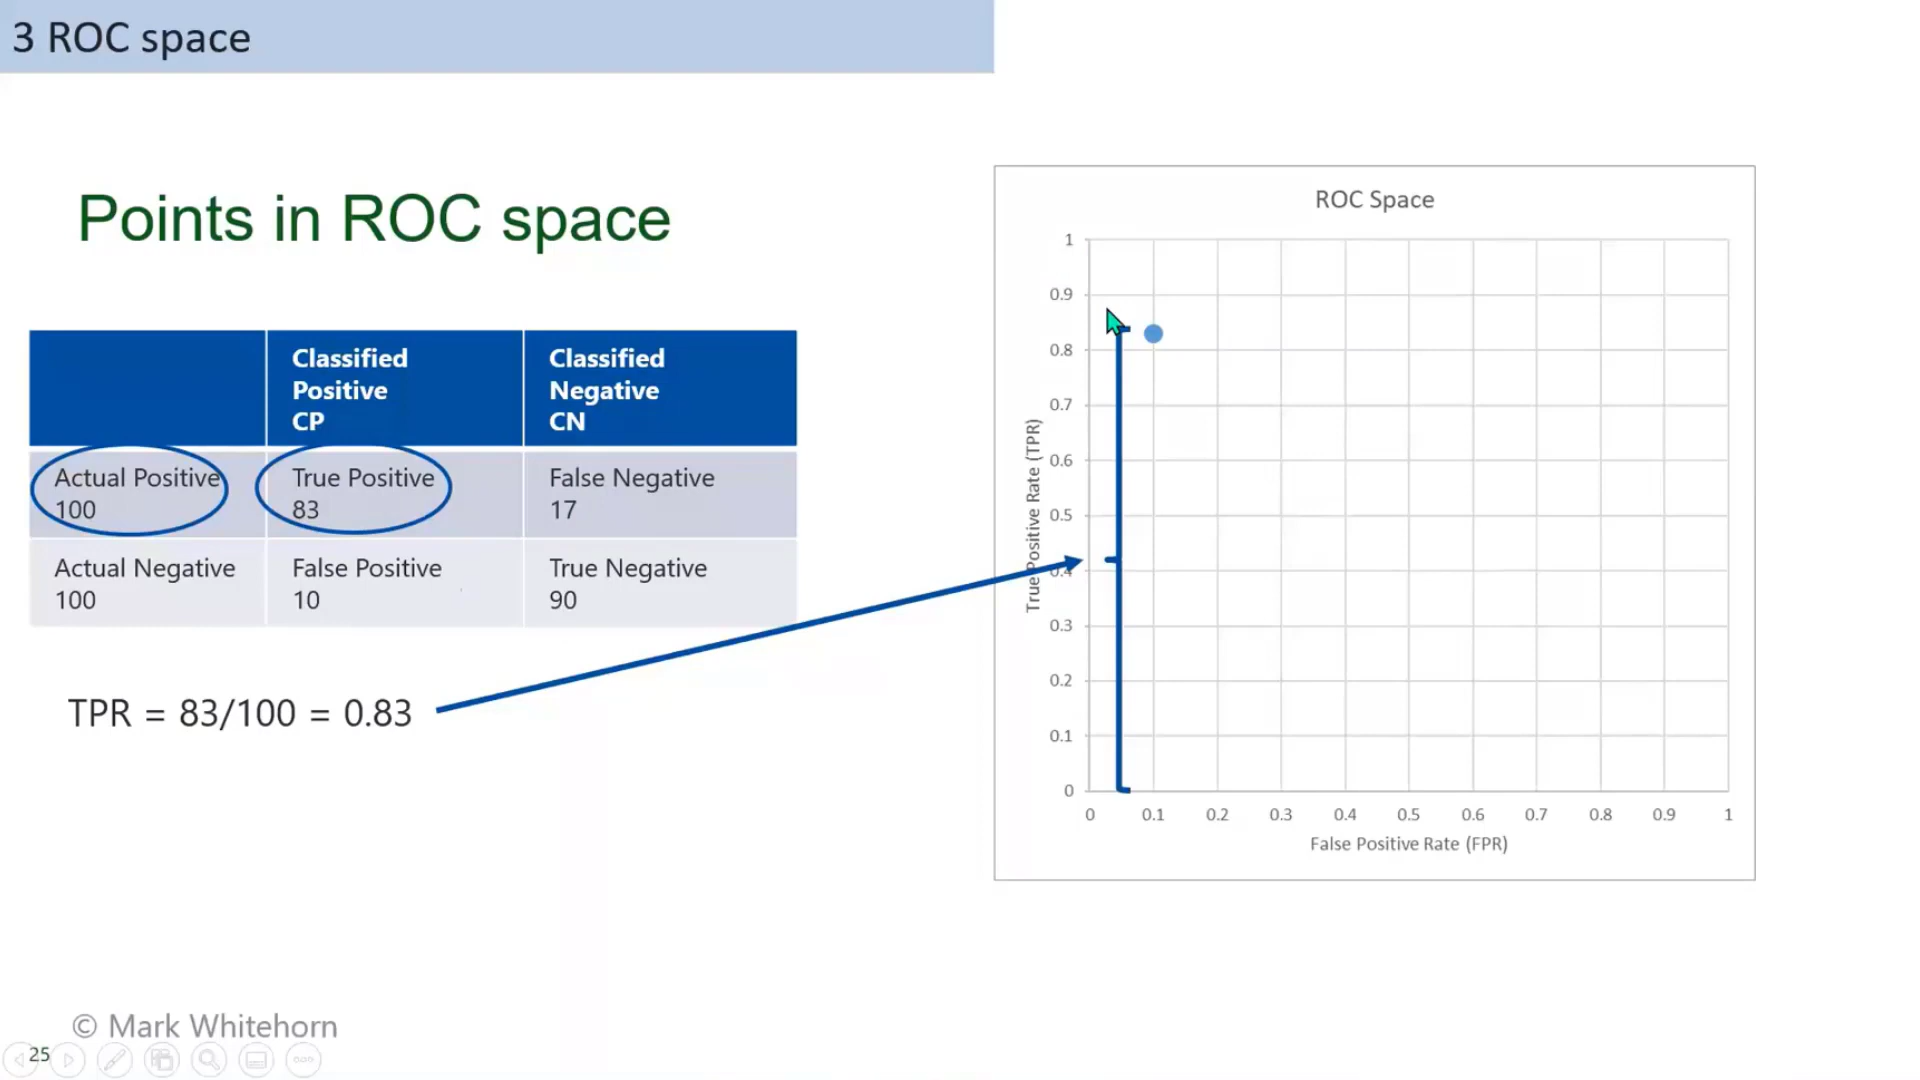 3 ROC space
Points in ROC space
Classified
Positive
CP
Classified
Negative
CN
Actual Positive
100
True Positive
83
False Negative
17
Actual Negative
100
False Positive
10
True Negative
90
TPR = 83/100 = 0.83
ROC Space
1
0.9
0.8
0.7
0.6
0.5
0.4
0.3
0.2
0.1
0
True Positive Rate (TPR)
0 0.1 0.2 0.3 0.4 0.5 0.6 0.7 0.8 0.9 1
False Positive Rate (FPR)
© Mark Whitehorn
25